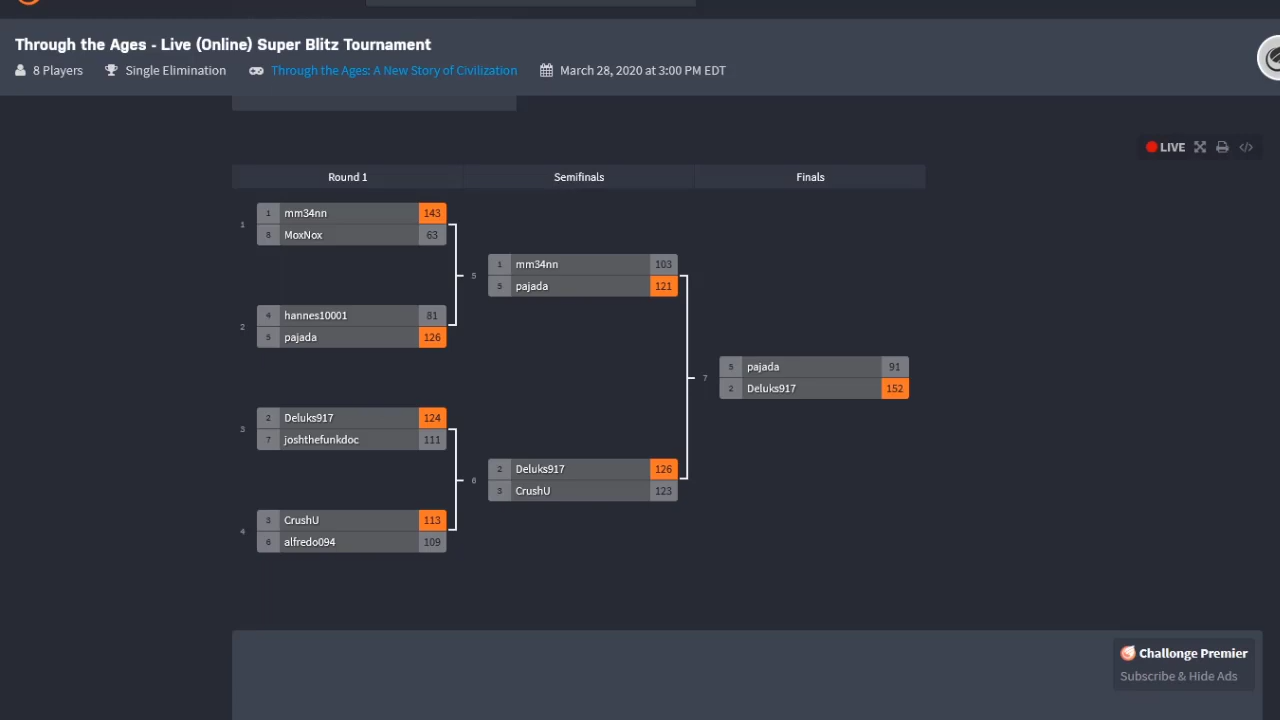 Through the Ages - Live (Online) Super Blitz Tournament
8 Players Single Elimination Through the Ages: A New Story of Civilization March 28, 2020 at 3:00 PM EDT
LIVE
Round 1 Semifinals Finals
1
1 mm34nn 143
8 MoxNox 63
2
4 hannes10001 81
5 pajada 126
3
2 Deluks917 124
7 joshthefunkdoc 111
4
3 CrushU 113
6 alfredo094 109
5
1 mm34nn 103
5 pajada 121
6
2 Deluks917 126
3 CrushU 123
7
5 pajada 91
2 Deluks917 152
Challonge Premier
Subscribe & Hide Ads